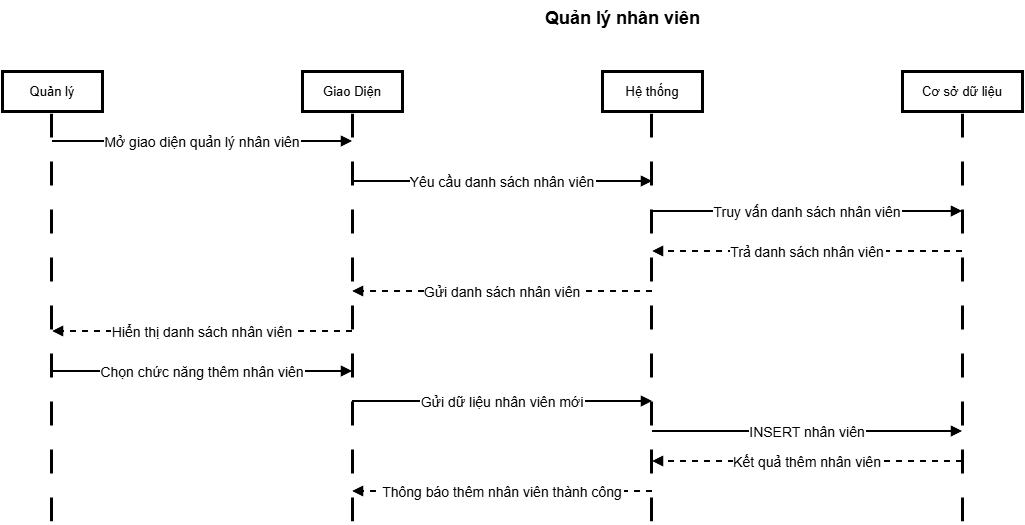 Quản lý nhân viên
Quản lý
Giao Diện
Hệ thống
Cơ sở dữ liệu
Mở giao diện quản lý nhân viên
Yêu cầu danh sách nhân viên
Truy vấn danh sách nhân viên
Trả danh sách nhân viên
Gửi danh sách nhân viên
Hiển thị danh sách nhân viên
Chọn chức năng thêm nhân viên
Gửi dữ liệu nhân viên mới
INSERT nhân viên
Kết quả thêm nhân viên
Thông báo thêm nhân viên thành công